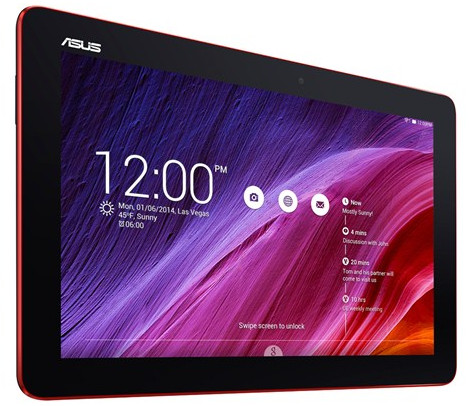 ASUS
12:00 PM
Mon, 01/06/2014, Las Vegas
45°F, Sunny
06:00
Now
Mostly Sunny!
4 mins
Discussion with John
20 mins
Tom and his partner will
come to visit us
10 hrs
weekly meeting
Swipe screen to unlock
g